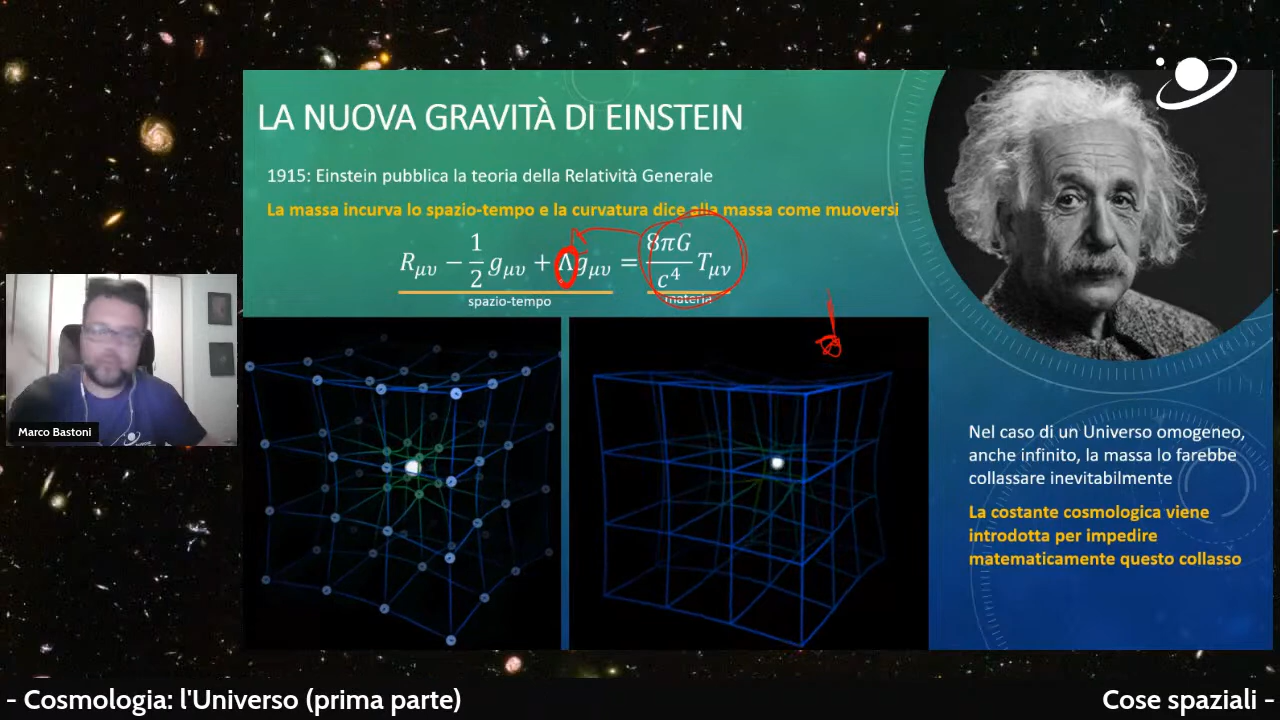 LA NUOVA GRAVITÀ DI EINSTEIN
1915: Einstein pubblica la teoria della Relatività Generale
La massa incurva lo spazio-tempo e la curvatura dice alla massa come muoversi
R_μυ − 1/2 g_μυ + Λg_μυ = 8πG/c⁴ T_μν
spazio-tempo
materia
Marco Bastoni
Nel caso di un Universo omogeneo,
anche infinito, la massa lo farebbe
collassare inevitabilmente
La costante cosmologica viene
introdotta per impedire
matematicamente questo collasso
- Cosmologia: l'Universo (prima parte)
Cose spaziali -